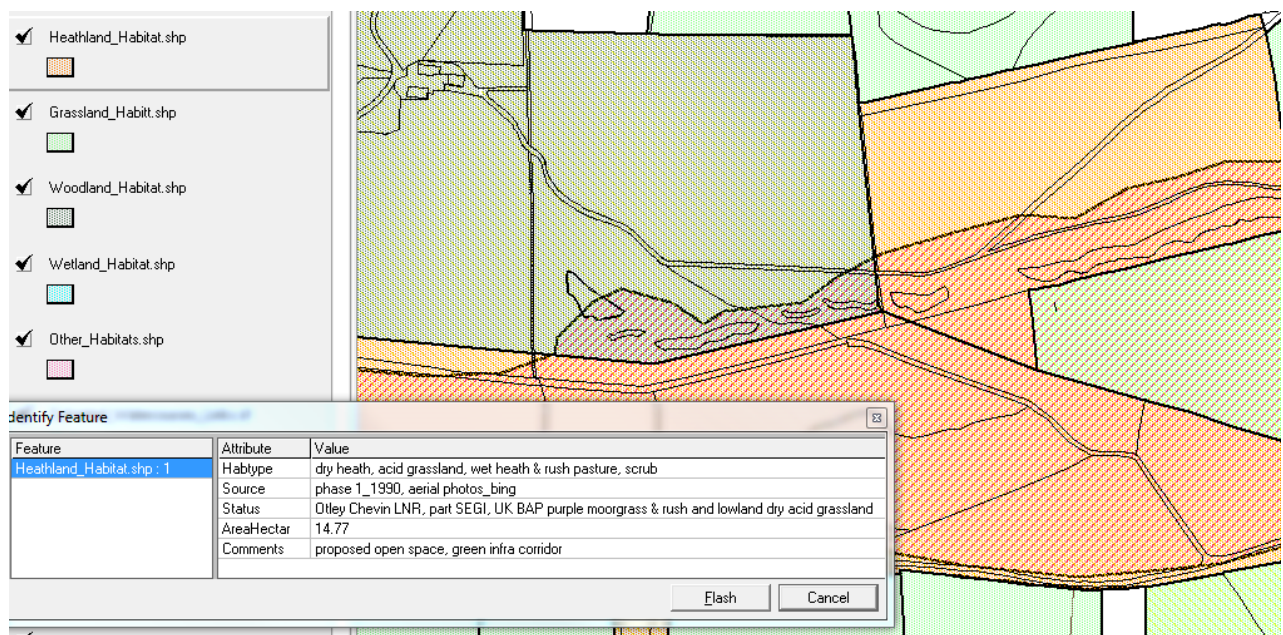 Heathland_Habitat.shp
Grassland_Habitt.shp
Woodland_Habitat.shp
Wetland_Habitat.shp
Other_Habitats.shp
dentify Feature
Feature
Attribute Value
Heathland_Habitat.shp : 1
Habtype dry heath, acid grassland, wet heath & rush pasture, scrub
Source phase 1_1990, aerial photos_bing
Status Otley Chevin LNR, part SEGI, UK BAP purple moorgrass & rush and lowland dry acid grassland
AreaHectar 14.77
Comments proposed open space, green infra corridor
Flash Cancel